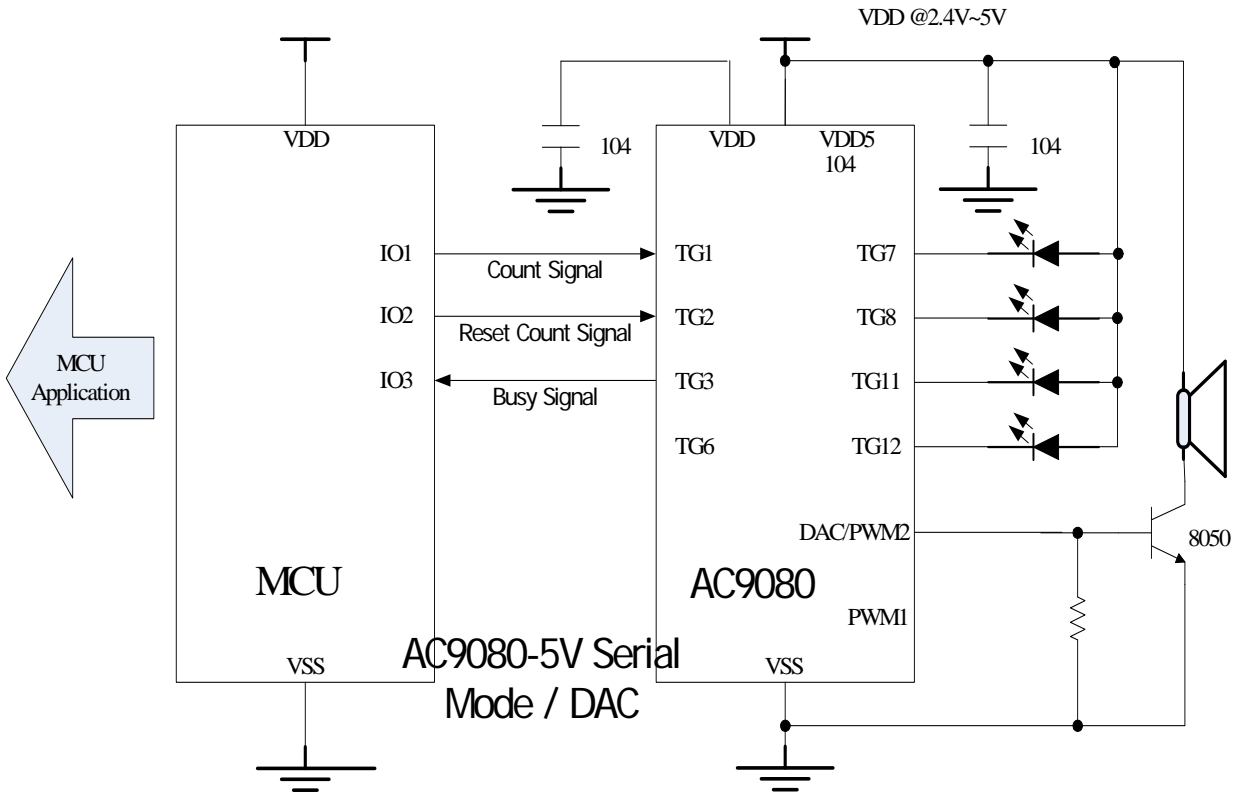 VDD @2.4V~5V
VDD
104
VDD
VDD5
104
104
IO1
Count Signal
TG1
TG7
IO2
Reset Count Signal
TG2
TG8
MCU
Application
IO3
Busy Signal
TG3
TG11
TG6
TG12
DAC/PWM2
8050
MCU
AC9080
PWM1
AC9080-5V Serial
Mode / DAC
VSS
VSS